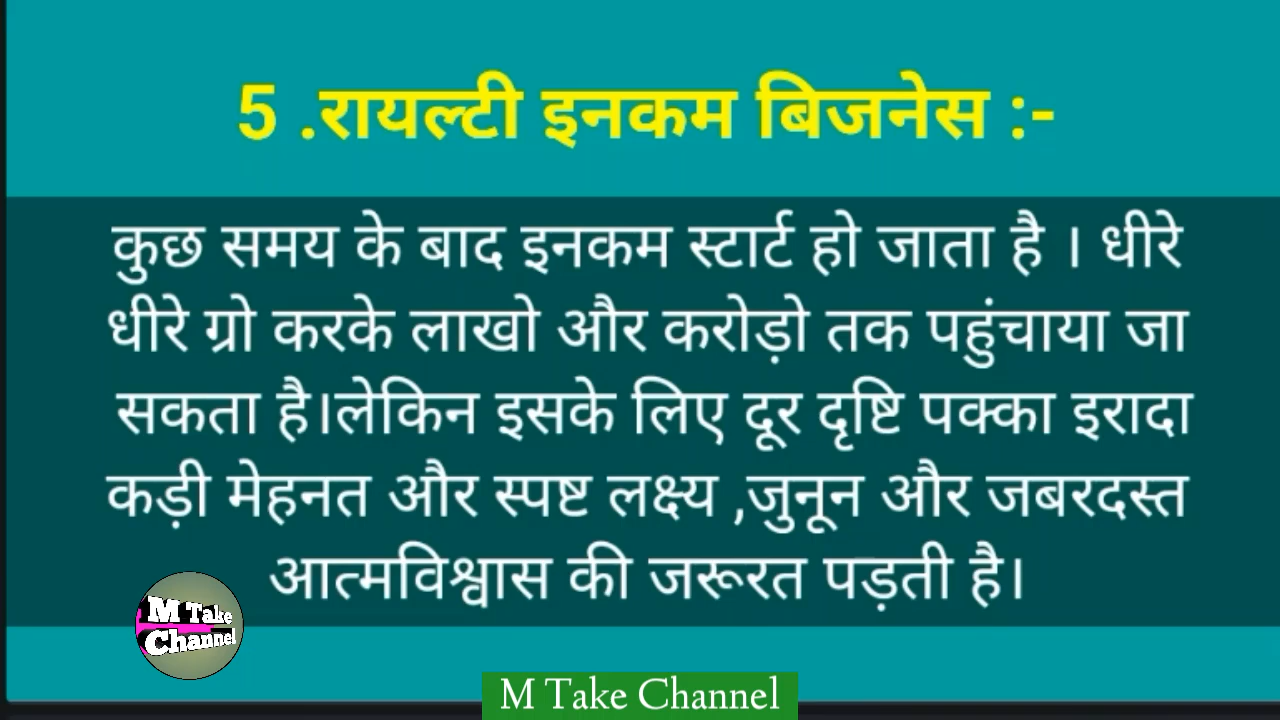 5 .रायल्टी इनकम बिजनेस :-
कुछ समय के बाद इनकम स्टार्ट हो जाता है । धीरे
धीरे ग्रो करके लाखो और करोड़ो तक पहुंचाया जा
सकता है।लेकिन इसके लिए दूर दृष्टि पक्का इरादा
कड़ी मेहनत और स्पष्ट लक्ष्य ,जुनून और जबरदस्त
आत्मविश्वास की जरूरत पड़ती है।
M Take
Channel
M Take Channel